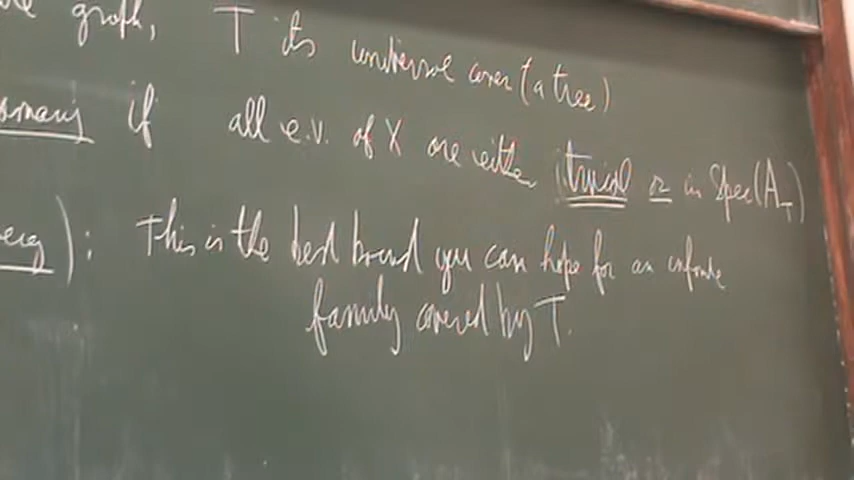 graph, T its universal cover (a tree)
if all e.v. of X are either trivial or in Spec(A_T)
): This is the best bound you can hope for an infinite
family covered by T.